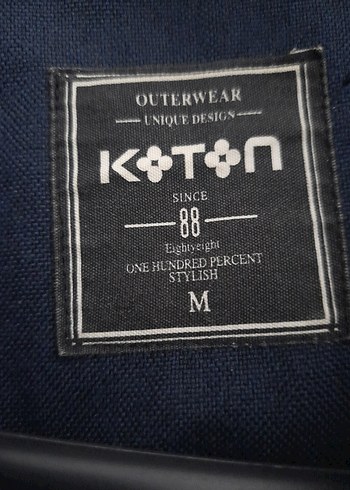 OUTERWEAR
UNIQUE DESIGN
KOTON
SINCE
88
Eightyeight
ONE HUNDRED PERCENT
STYLISH
M